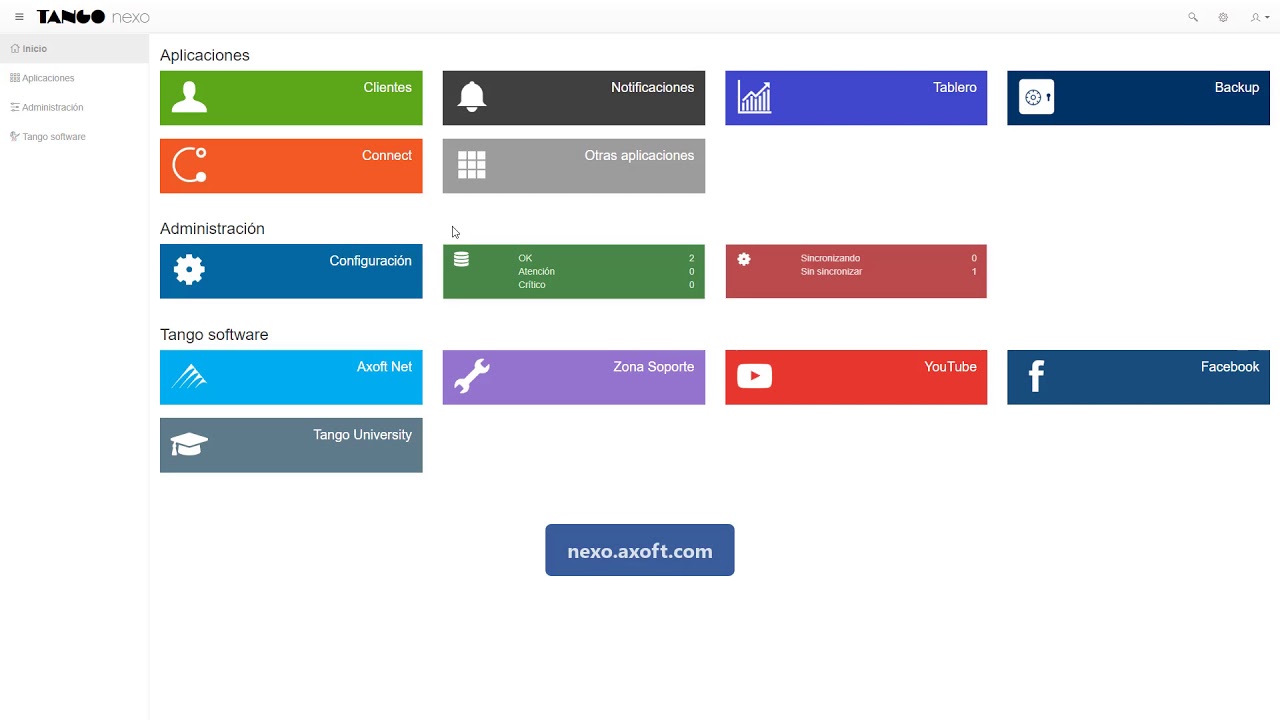 TANGO nexo
Inicio
Aplicaciones
Administración
Tango software
Aplicaciones
Clientes
Notificaciones
Tablero
Backup
Connect
Otras aplicaciones
Administración
Configuración
OK 2
Atención 0
Crítico 0
Sincronizando 0
Sin sincronizar 1
Tango software
Axoft Net
Zona Soporte
YouTube
Facebook
Tango University
nexo.axoft.com